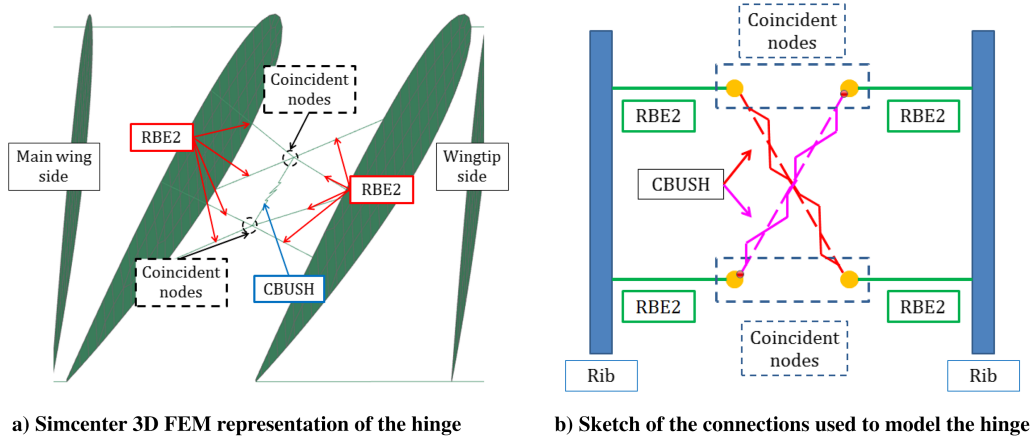 Coincident
nodes
RBE2
Main wing
side
Wingtip
side
RBE2
Coincident
nodes
CBUSH
a) Simcenter 3D FEM representation of the hinge
Coincident
nodes
RBE2
RBE2
CBUSH
RBE2
RBE2
Coincident
nodes
Rib
Rib
b) Sketch of the connections used to model the hinge